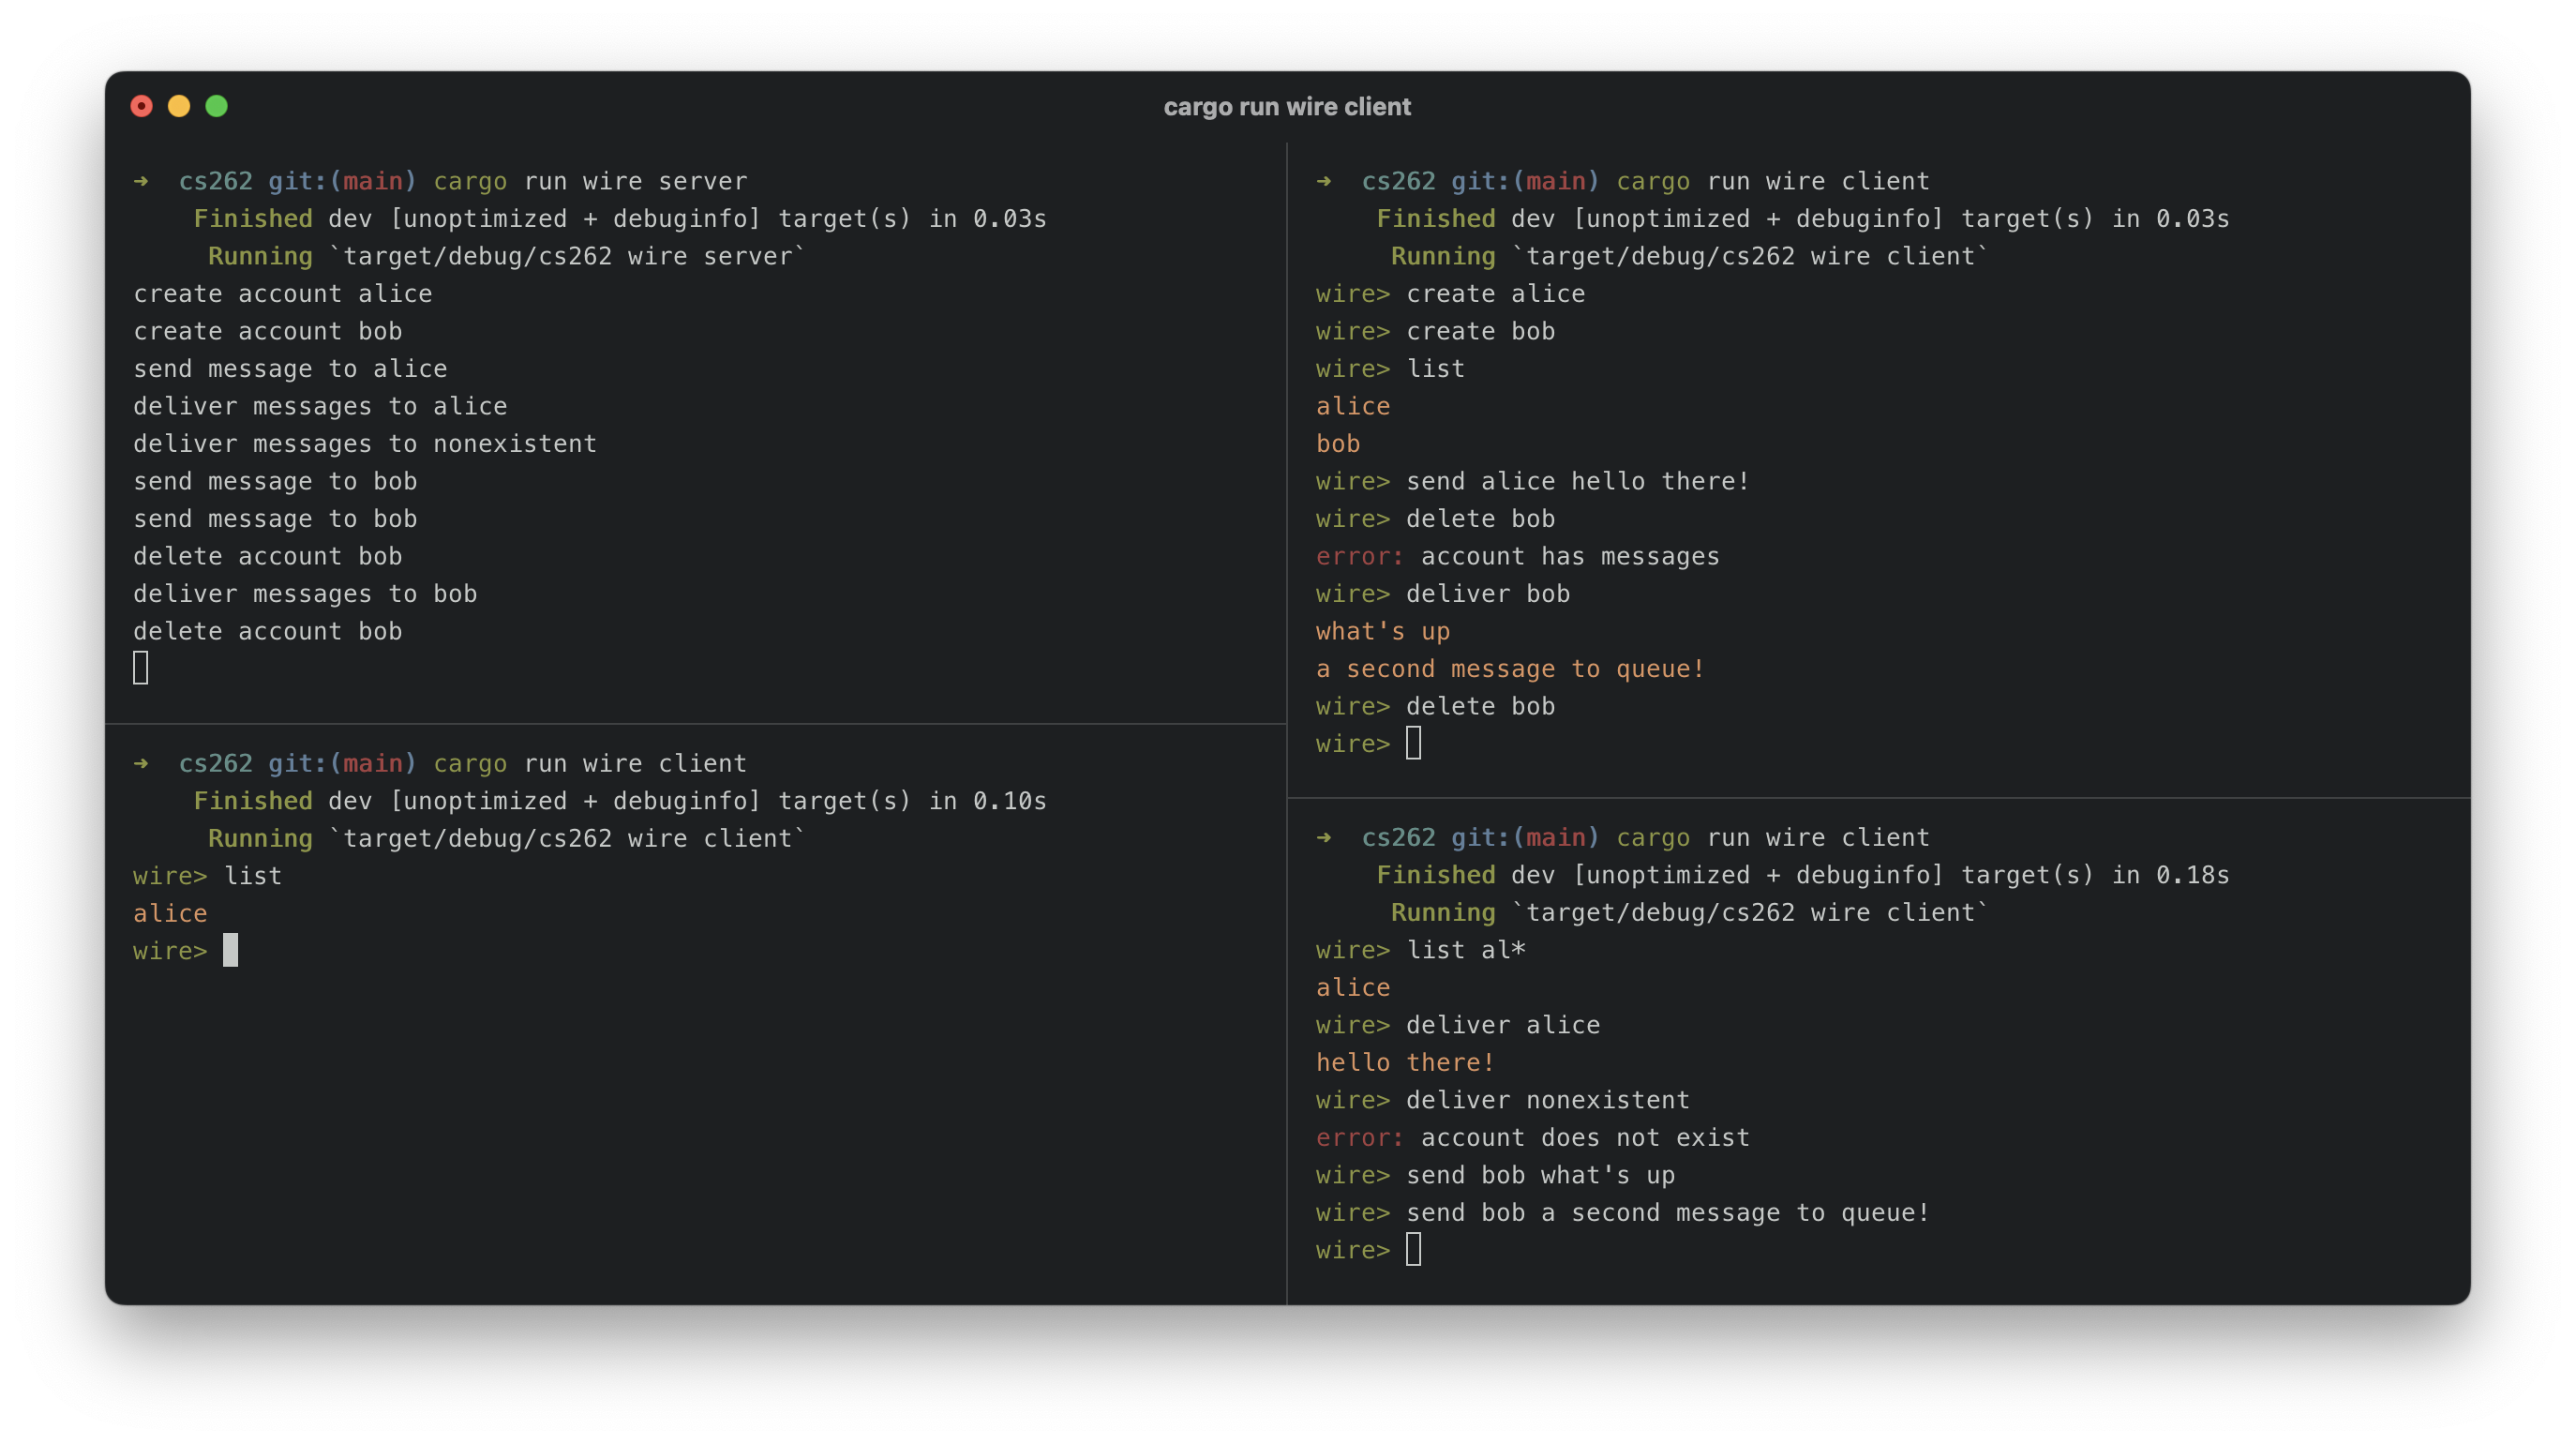 cargo run wire client
➜  cs262 git:(main) cargo run wire server
    Finished dev [unoptimized + debuginfo] target(s) in 0.03s
     Running `target/debug/cs262 wire server`
create account alice
create account bob
send message to alice
deliver messages to alice
deliver messages to nonexistent
send message to bob
send message to bob
delete account bob
deliver messages to bob
delete account bob
➜  cs262 git:(main) cargo run wire client
    Finished dev [unoptimized + debuginfo] target(s) in 0.10s
     Running `target/debug/cs262 wire client`
wire> list
alice
wire>
➜  cs262 git:(main) cargo run wire client
    Finished dev [unoptimized + debuginfo] target(s) in 0.03s
     Running `target/debug/cs262 wire client`
wire> create alice
wire> create bob
wire> list
alice
bob
wire> send alice hello there!
wire> delete bob
error: account has messages
wire> deliver bob
what's up
a second message to queue!
wire> delete bob
wire>
➜  cs262 git:(main) cargo run wire client
    Finished dev [unoptimized + debuginfo] target(s) in 0.18s
     Running `target/debug/cs262 wire client`
wire> list al*
alice
wire> deliver alice
hello there!
wire> deliver nonexistent
error: account does not exist
wire> send bob what's up
wire> send bob a second message to queue!
wire>